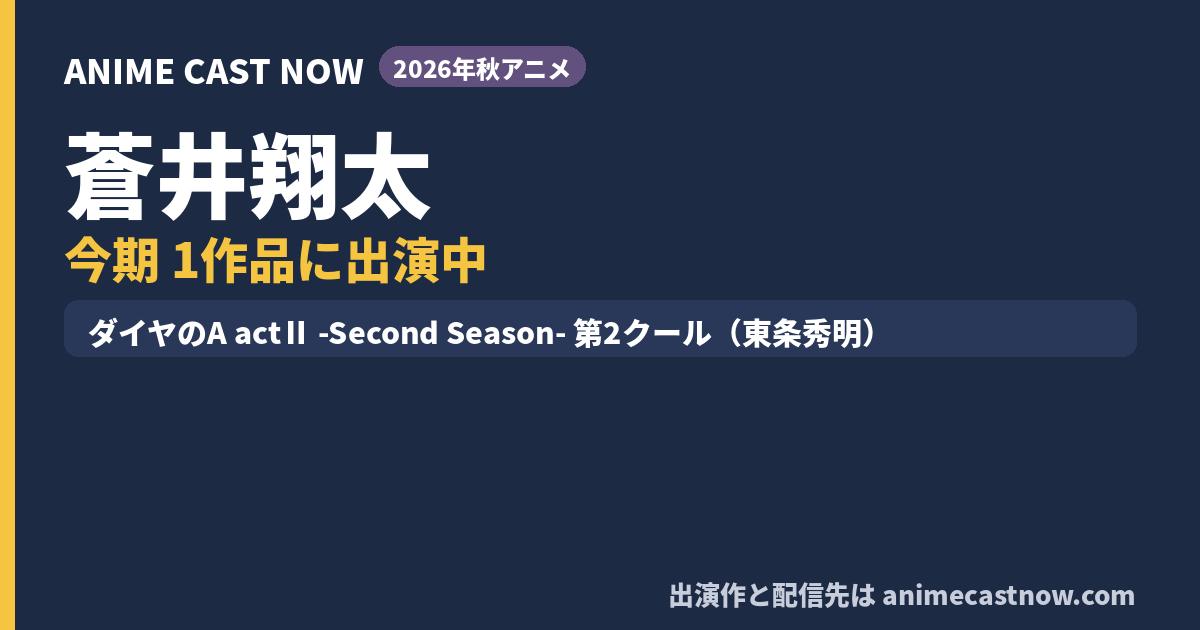 ANIME CAST NOW 2026年秋アニメ
蒼井翔太
今期 1作品に出演中
ダイヤのA actⅡ -Second Season- 第2クール（東条秀明）
出演作と配信先は animecastnow.com